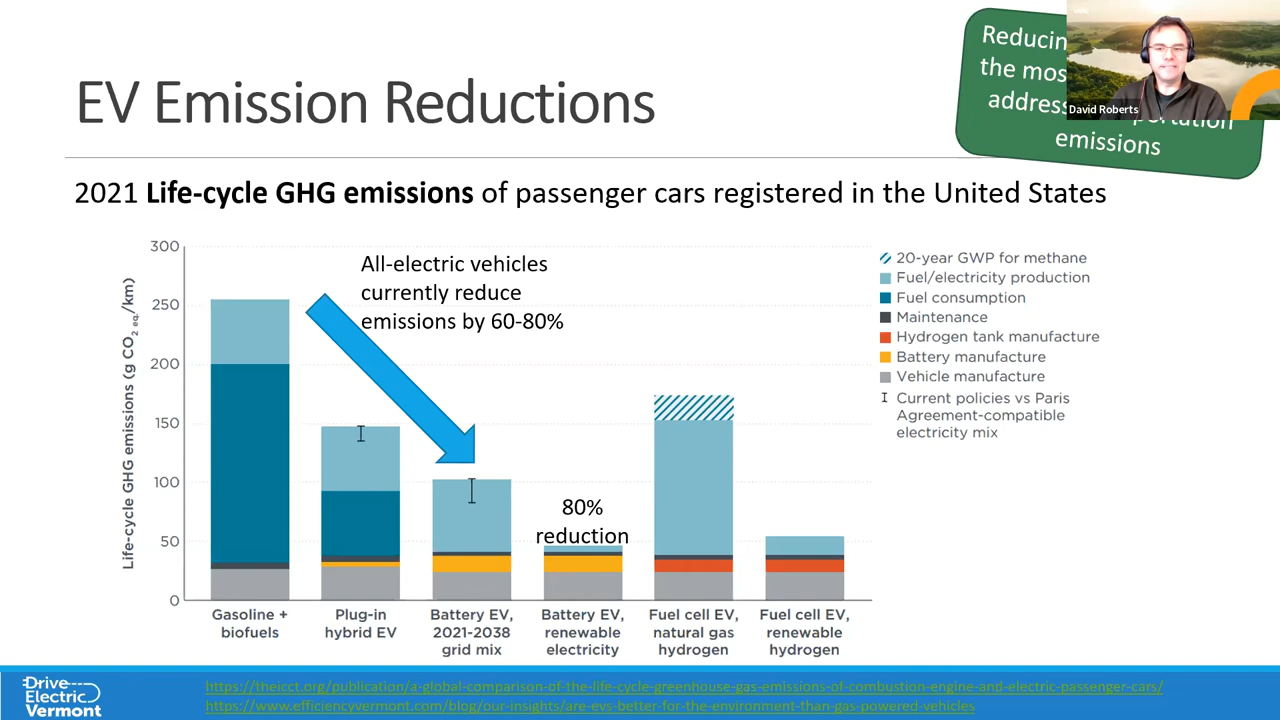 EV Emission Reductions
Reducin
the mos
address
portation
emissions
David Roberts
2021 Life-cycle GHG emissions of passenger cars registered in the United States
Life-cycle GHG emissions (g CO2 eq./km)
300
250
200
150
100
50
0
All-electric vehicles
currently reduce
emissions by 60-80%
80%
reduction
20-year GWP for methane
Fuel/electricity production
Fuel consumption
Maintenance
Hydrogen tank manufacture
Battery manufacture
Vehicle manufacture
Current policies vs Paris
Agreement-compatible
electricity mix
Gasoline +
biofuels
Plug-in
hybrid EV
Battery EV,
2021-2038
grid mix
Battery EV,
renewable
electricity
Fuel cell EV,
natural gas
hydrogen
Fuel cell EV,
renewable
hydrogen
Drive
Electric
Vermont
https://theicct.org/publication/a-global-comparison-of-the-life-cycle-greenhouse-gas-emissions-of-combustion-engine-and-electric-passenger-cars/
https://www.efficiencyvermont.com/blog/our-insights/are-evs-better-for-the-environment-than-gas-powered-vehicles